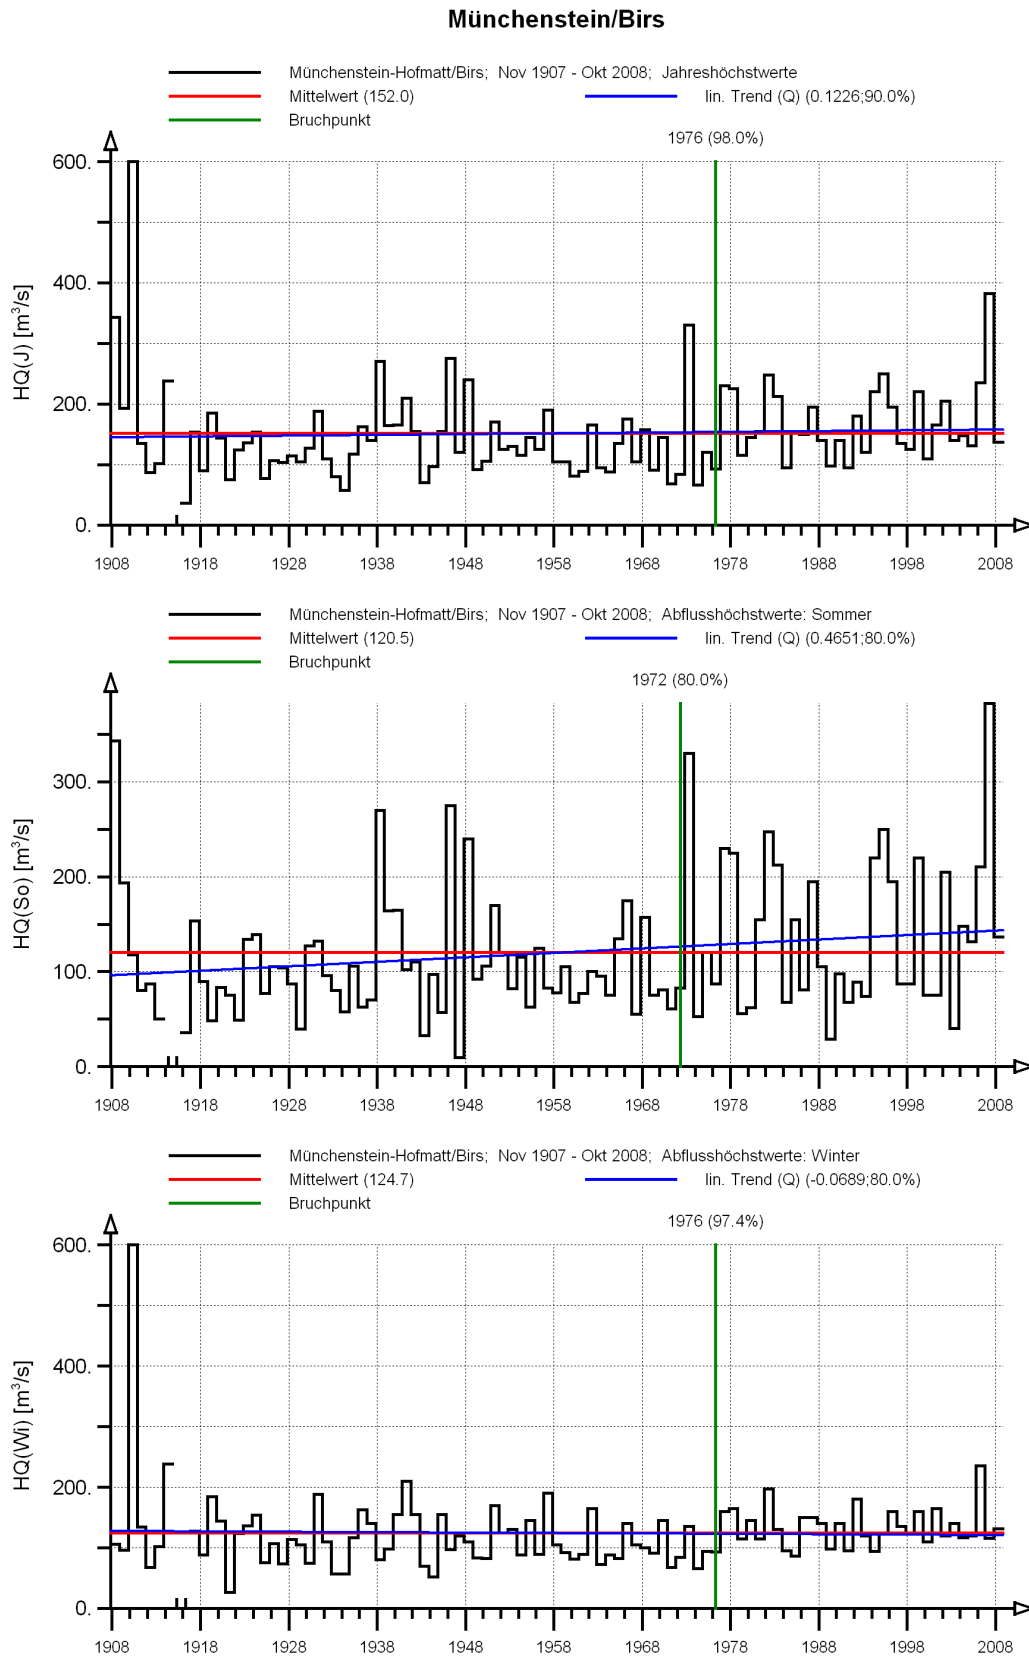 Münchenstein/Birs
Münchenstein-Hofmatt/Birs; Nov 1907 - Okt 2008; Jahreshöchstwerte
Mittelwert (152.0) lin. Trend (Q) (0.1226;90.0%)
Bruchpunkt
1976 (98.0%)
600.
400.
200.
0.
HQ(J) [m³/s]
1908 1918 1928 1938 1948 1958 1968 1978 1988 1998 2008
Münchenstein-Hofmatt/Birs; Nov 1907 - Okt 2008; Abflusshöchstwerte: Sommer
Mittelwert (120.5) lin. Trend (Q) (0.4651;80.0%)
Bruchpunkt
1972 (80.0%)
300.
200.
100.
0.
HQ(So) [m³/s]
1908 1918 1928 1938 1948 1958 1968 1978 1988 1998 2008
Münchenstein-Hofmatt/Birs; Nov 1907 - Okt 2008; Abflusshöchstwerte: Winter
Mittelwert (124.7) lin. Trend (Q) (-0.0689;80.0%)
Bruchpunkt
1976 (97.4%)
600.
400.
200.
0.
HQ(Wi) [m³/s]
1908 1918 1928 1938 1948 1958 1968 1978 1988 1998 2008